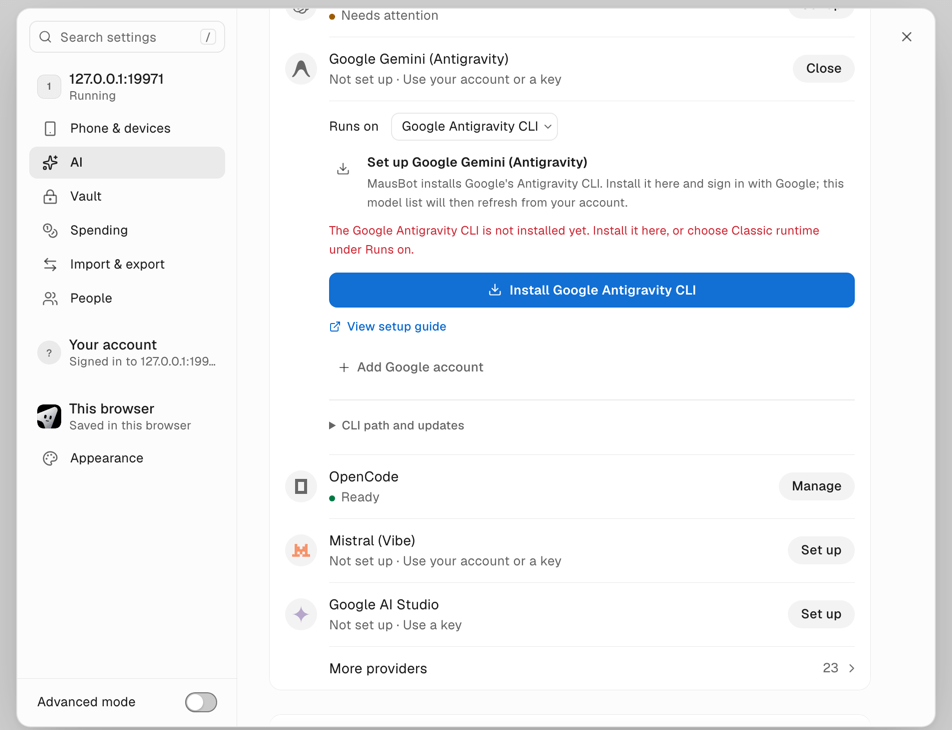 Search settings
/
1
127.0.0.1:19971
Running
Phone & devices
AI
Vault
Spending
Import & export
People
?
Your account
Signed in to 127.0.0.1:199…
This browser
Saved in this browser
Appearance
Advanced mode
Needs attention
Google Gemini (Antigravity)
Not set up · Use your account or a key
Close
Runs on
Google Antigravity CLI
Set up Google Gemini (Antigravity)
MausBot installs Google's Antigravity CLI. Install it here and sign in with Google; this
model list will then refresh from your account.
The Google Antigravity CLI is not installed yet. Install it here, or choose Classic runtime
under Runs on.
Install Google Antigravity CLI
View setup guide
Add Google account
CLI path and updates
OpenCode
Ready
Manage
Mistral (Vibe)
Not set up · Use your account or a key
Set up
Google AI Studio
Not set up · Use a key
Set up
More providers
23